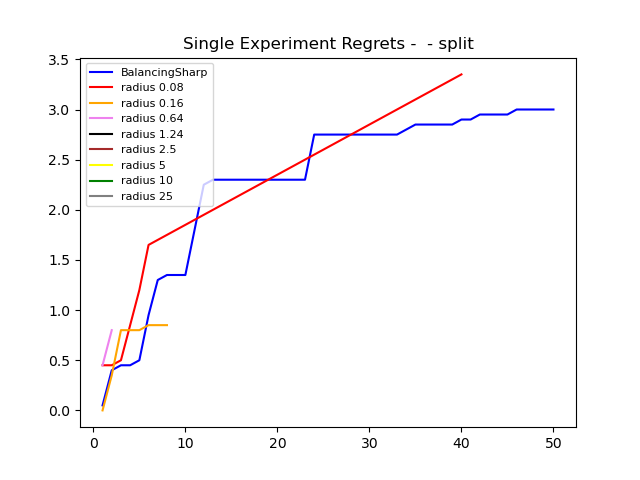 Single Experiment Regrets -  - split
3.5
3.0
2.5
2.0
1.5
1.0
0.5
0.0
BalancingSharp
radius 0.08
radius 0.16
radius 0.64
radius 1.24
radius 2.5
radius 5
radius 10
radius 25
0 10 20 30 40 50